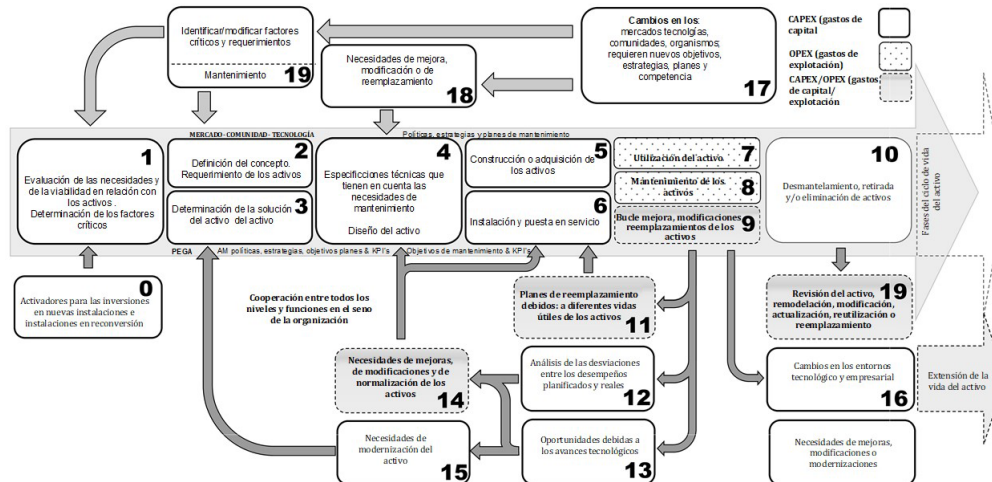 Identificar/modificar factores
críticos y requerimientos
Mantenimiento
19
Necesidades de mejora,
modificación o de
reemplazamiento
18
Cambios en los:
mercados tecnolgías,
comunidades, organismos;
requieren nuevos objetivos,
estrategias, planes y
competencia
17
CAPEX (gastos
de capital)
OPEX (gastos de
explotación)
CAPEX/OPEX (gastos
de capital/
explotación
MERCADO-COMUNIDAD-TECNOLOGÍA
Políticas, estrategias y planes de mantenimiento
1
Evaluación de las necesidades y
de la viabilidad en relación con
los activos .
Determinación de los factores
críticos
2
Definición del concepto.
Requerimiento de los activos
3
Determinación de la solución
del activo del activo
4
Especificciones técnicas que
tienen en cuenta las
necesidades de
mantenimiento
Diseño del activo
5
Construcción o adquisición de
los activos
6
Instalación y puesta en servicio
7
Utilización del activo
8
Mantenimiento de los
activos
9
Bucle mejora, modificaciones
reemplazamientos de los
activos
10
Desmantelamiento, retirada
y/o eliminación de activos
Fases del ciclo de vida
del activo
PEGA
AM políticas, estrategias, objetivos planes & KPI's
Objetivos de mantenimiento & KPI's
0
Activadores para las inversiones
en nuevas instalaciones e
instalaciones en reconversión
Cooperación entre todos los
niveles y funciones en el seno
de la organización
Planes de reemplazamiento
debidos: a diferentes vidas
útiles de los activos
11
Revisión del activo,
remodelación, modificación,
actualización, reutilización o
reemplazamiento
19
Necesidades de mejoras,
de modificaciones y de
normalización de los
activos
14
Análisis de las desviaciones
entre los desempeños
planificados y reales
12
Cambios en los entornos
tecnológico y empresarial
16
Extensión de la
vida del activo
Necesidades de
modernización del
activo
15
Oportunidades debidas
a los avances tecnológicos
13
Necesidades de mejoras,
modificaciones o
modernizaciones